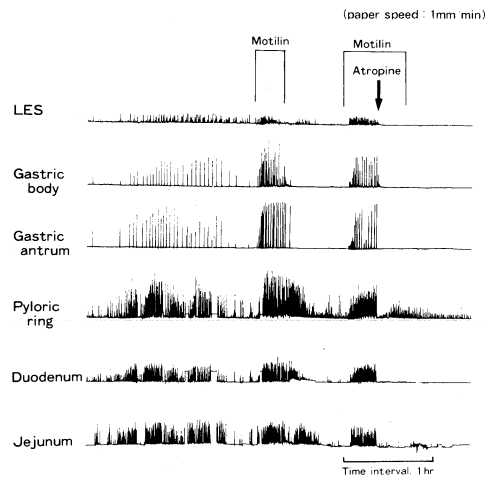 (paper speed : 1mm min)
Motilin
Motilin
Atropine
LES
Gastric
body
Gastric
antrum
Pyloric
ring
Duodenum
Jejunum
Time interval. 1hr